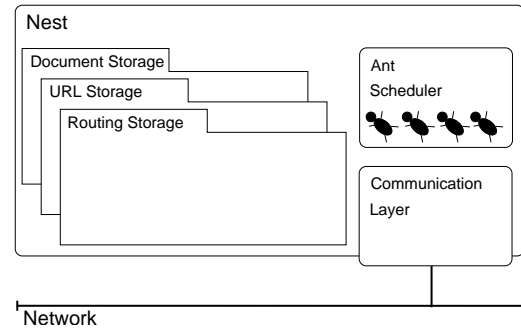 Nest
Document Storage
URL Storage
Routing Storage
Ant
Scheduler
Communication
Layer
Network